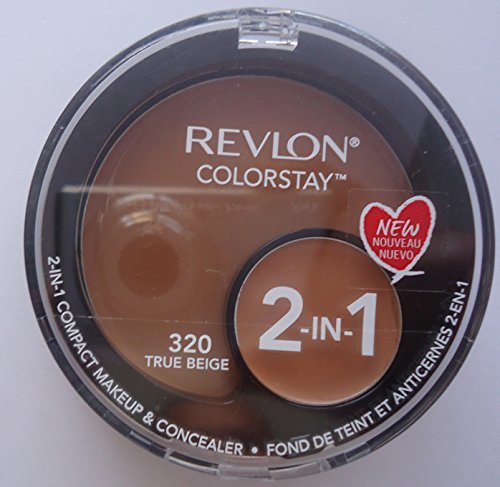 REVLON®
COLORSTAY™
NEW
NOUVEAU
NUEVO
2-IN-1
320
TRUE BEIGE
2-IN-1 COMPACT MAKEUP & CONCEALER • FOND DE TEINT ET ANTICERNES 2-EN-1